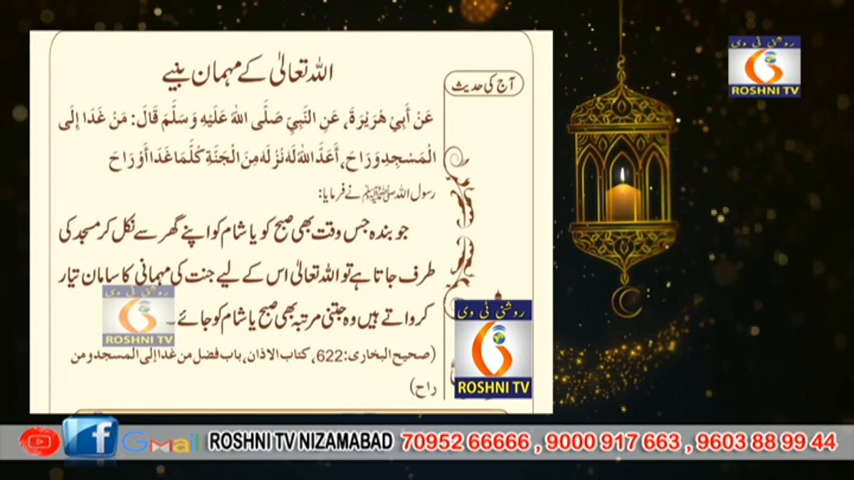 روشنی ٹی وی
ROSHNI TV
آج کی حدیث
اللہ تعالیٰ کے مہمان بنیے
عَنْ أَبِيْ هُرَيْرَةَ، عَنِ النَّبِيِّ صَلَّى اللهُ عَلَيْهِ وَسَلَّمَ قَالَ: مَنْ غَدَا إِلَى
الْمَسْجِدِ وَرَاحَ، أَعَدَّ اللهُ لَهُ نُزُلَهُ مِنَ الْجَنَّةِ كُلَّمَا غَدَا أَوْ رَاحَ
رسول اللہ ﷺ نے فرمایا:
جو بندہ جس وقت بھی صبح کو یا شام کو اپنے گھر سے نکل کر مسجد کی
طرف جاتا ہے تو اللہ تعالیٰ اس کے لیے جنت کی مہمانی کا سامان تیار
کرواتے ہیں وہ جتنی مرتبہ بھی صبح یا شام کو جائے۔
(صحیح البخاری:622، کتاب الاذان، باب فضل من غدا إلى المسجد ومن
راح)
روشنی ٹی وی
ROSHNI TV
روشنی ٹی وی
ROSHNI TV
f Gmail ROSHNI TV NIZAMABAD 70952 66666 , 9000 917 663 , 9603 88 99 44